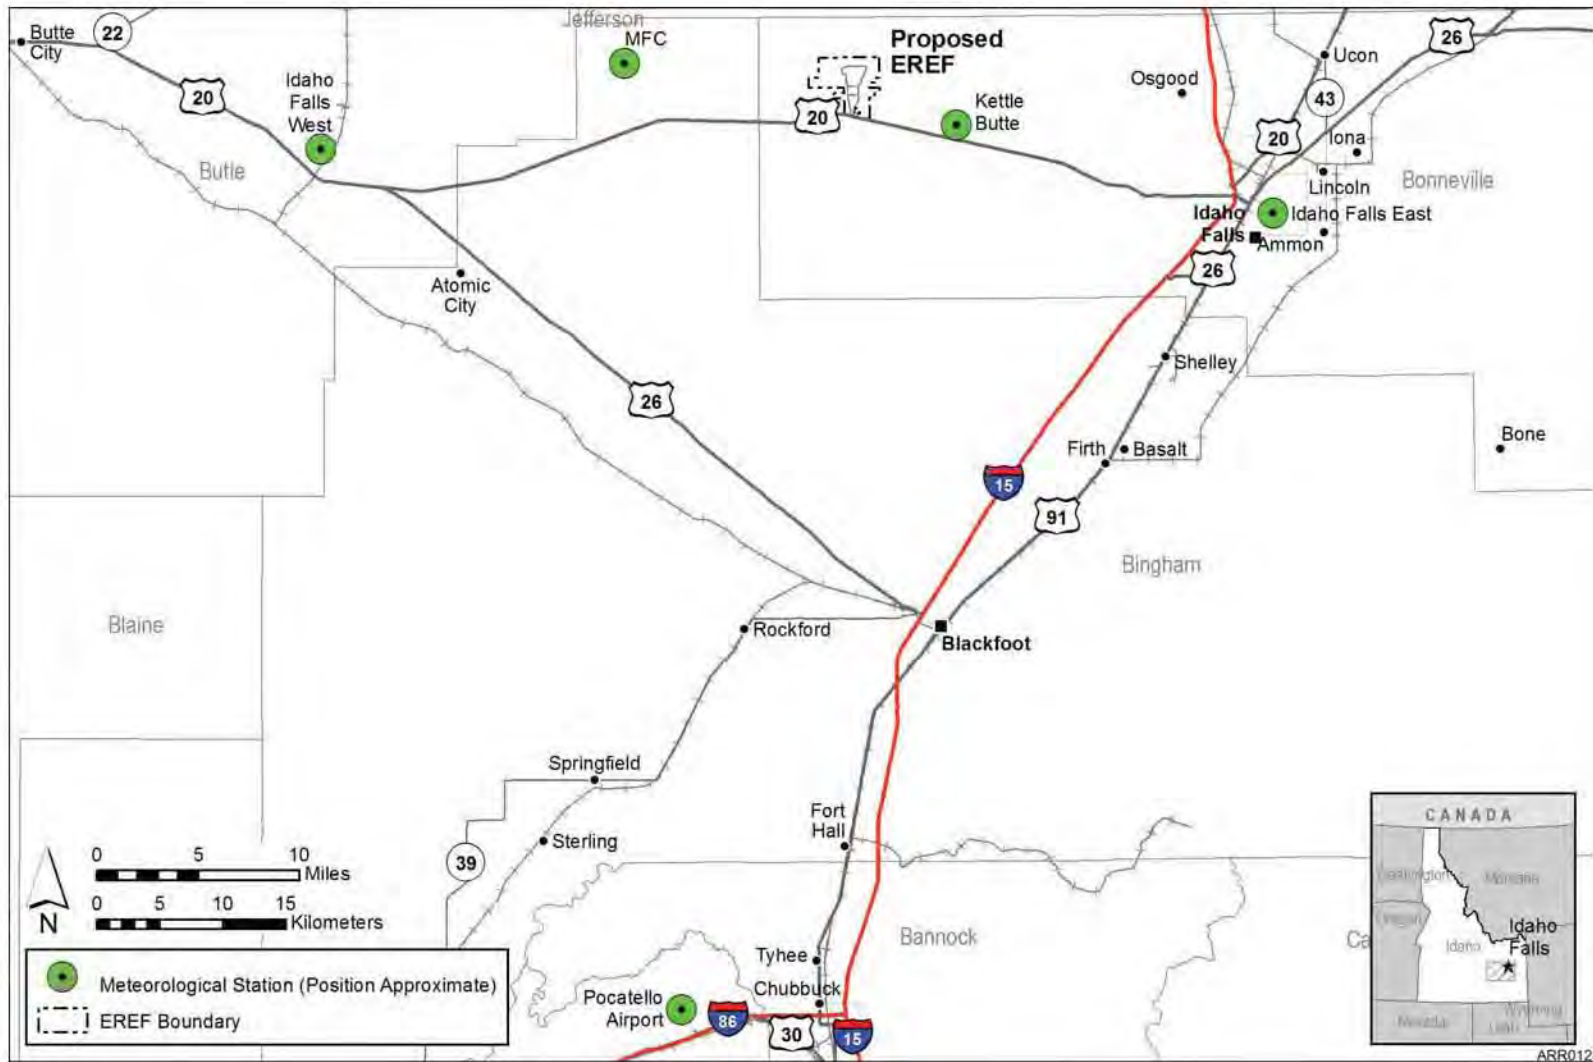 Jefferson
MFC
Butte
City
22
20
Idaho
Falls
West
Butte
Proposed
EREF
20
Kettle
Butte
Osgood
Ucon
26
43
20
Iona
Lincoln
Bonneville
Idaho
Falls
Idaho Falls East
Ammon
26
Atomic
City
Shelley
26
Firth
Basalt
Bone
15
91
Bingham
Blaine
Rockford
Blackfoot
Springfield
Sterling
Fort
Hall
39
0 5 10
Miles
0 5 10 15
Kilometers
N
Bannock
Tyhee
Chubbuck
Pocatello
Airport
86
30
15
Meteorological Station (Position Approximate)
EREF Boundary
Ca
CANADA
Washington
Montana
Oregon
Idaho
Idaho
Falls
Wyoming
Nevada
Utah
ARR012